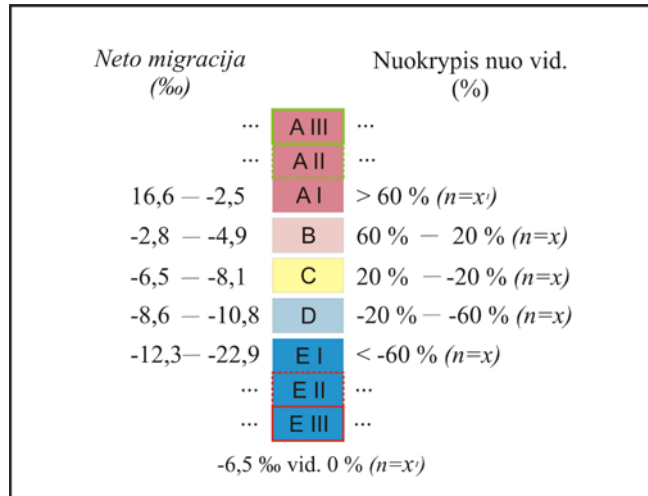 Neto migracija Nuokrypis nuo vid.
(‰) (%)
... A III ...
... A II ...
16,6 — -2,5 A I > 60 % (n=x¹)
-2,8 — -4,9 B 60 % — 20 % (n=x)
-6,5 — -8,1 C 20 % — -20 % (n=x)
-8,6 — -10,8 D -20 % — -60 % (n=x)
-12,3 — -22,9 E I < -60 % (n=x)
... E II ...
... E III ...
-6,5 ‰ vid. 0 % (n=x¹)